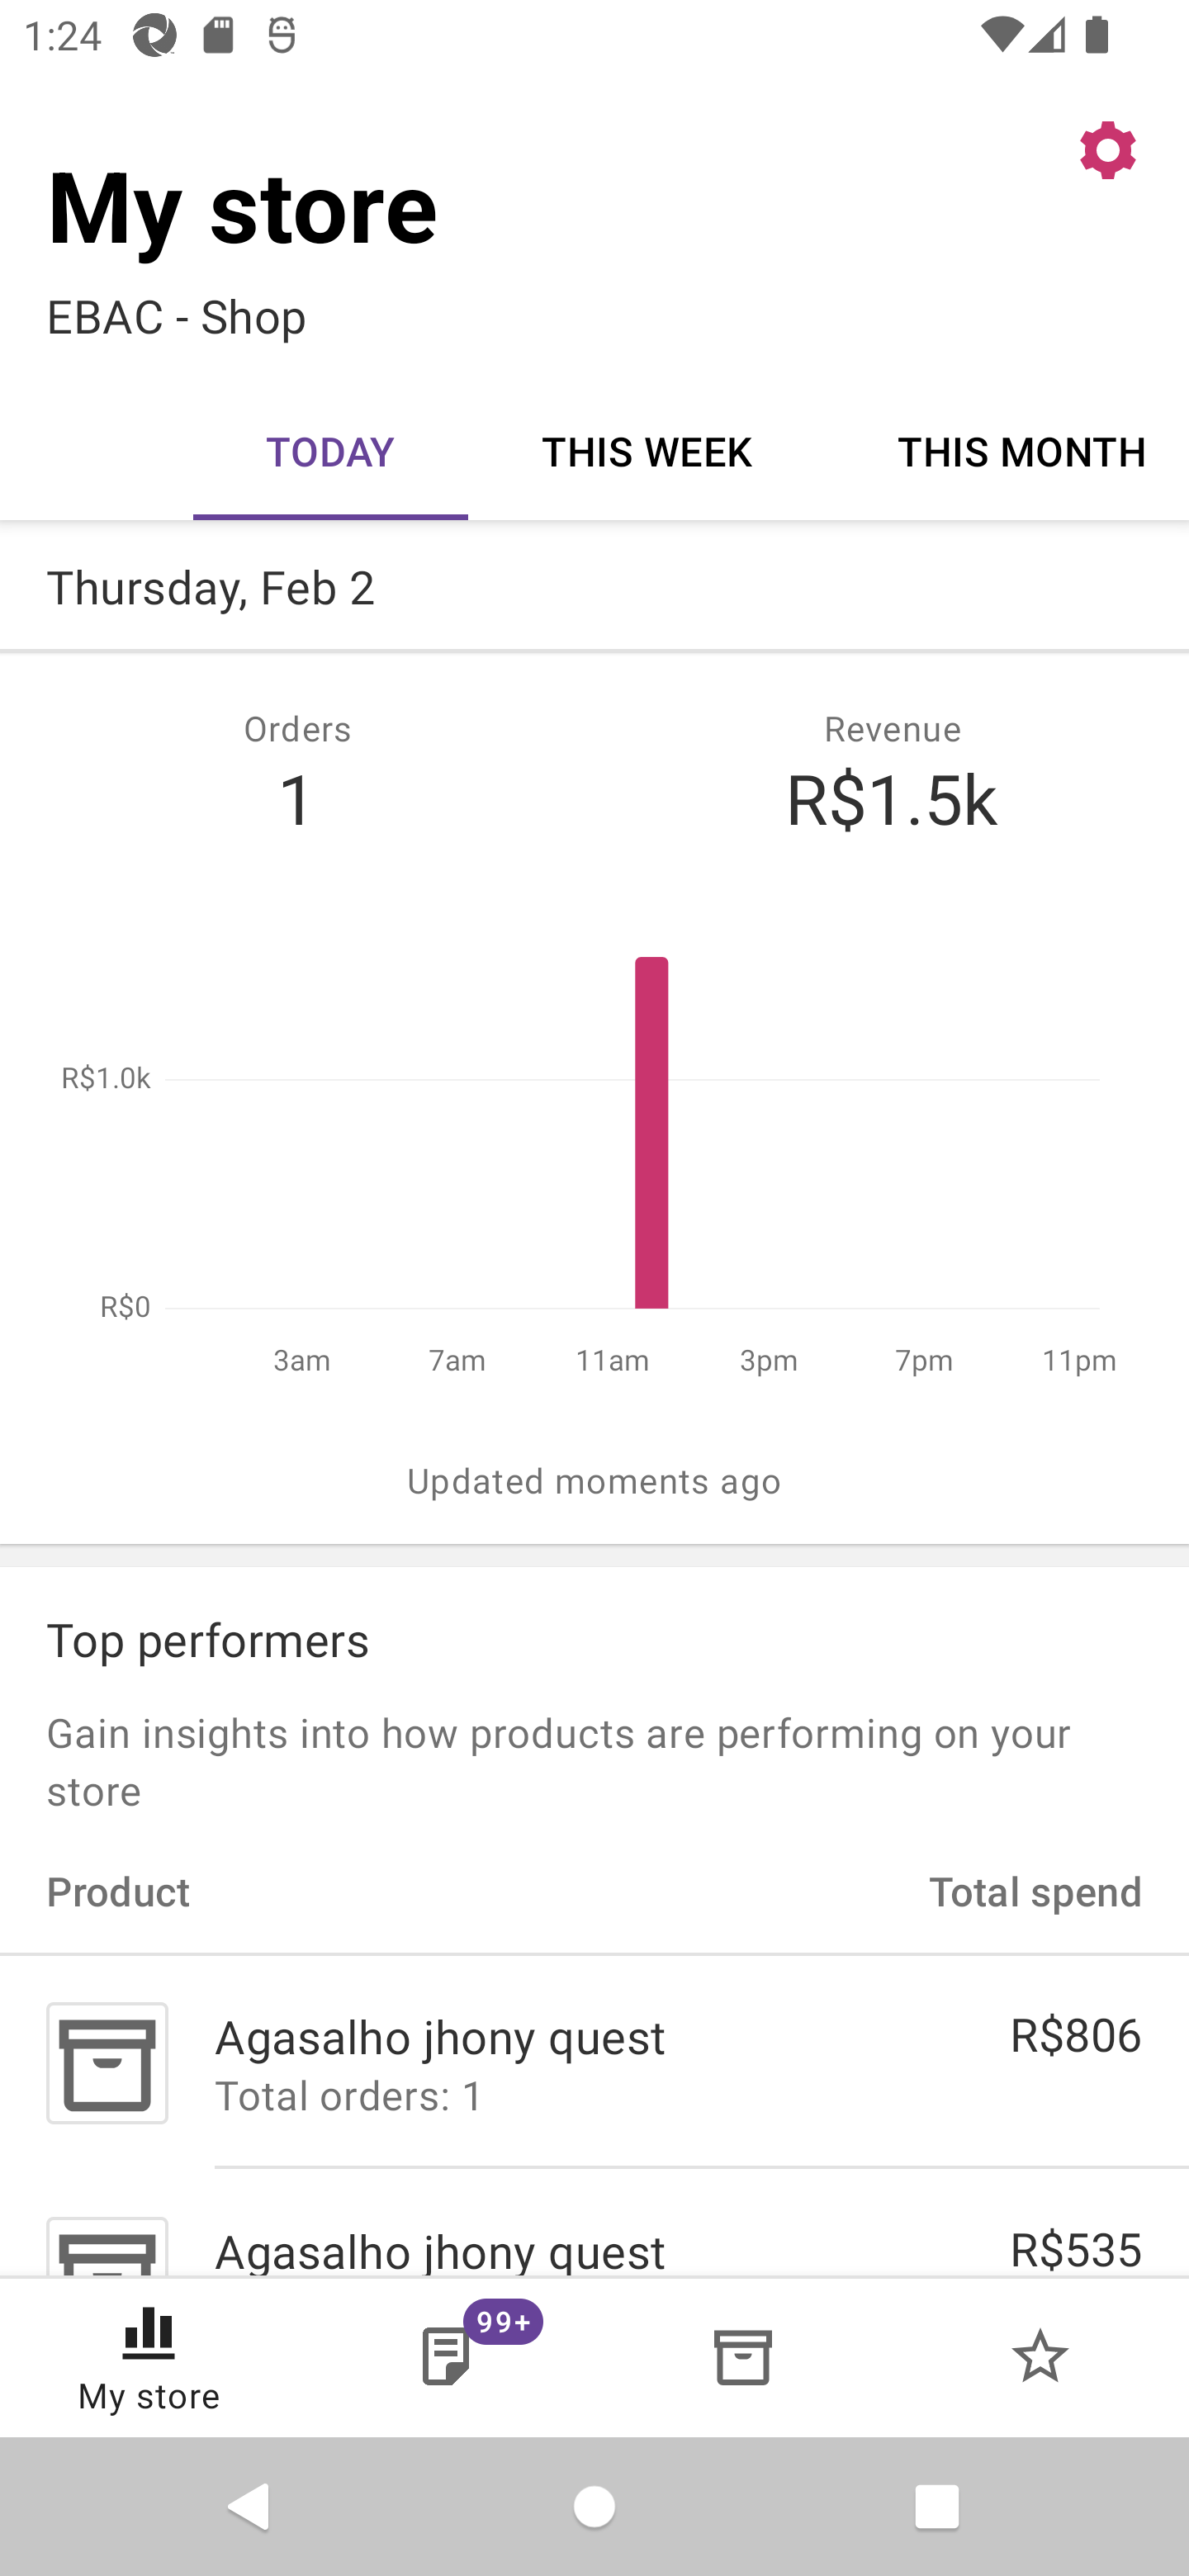 1:24
My store
EBAC - Shop
TODAY THIS WEEK THIS MONTH
Thursday, Feb 2
Orders Revenue
1 R$1.5k
R$1.0k
R$0
3am 7am 11am 3pm 7pm 11pm
Updated moments ago
Top performers
Gain insights into how products are performing on your
store
Product Total spend
Agasalho jhony quest R$806
Total orders: 1
Agasalho jhony quest R$535
99+
My store